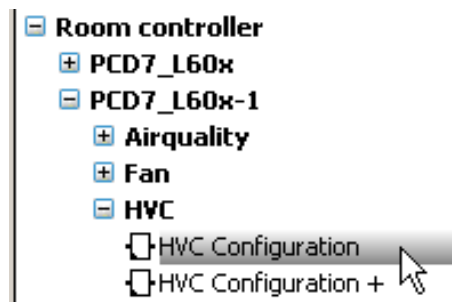 Room controller
PCD7_L60x
PCD7_L60x-1
Airquality
Fan
HVC
HVC Configuration
HVC Configuration +